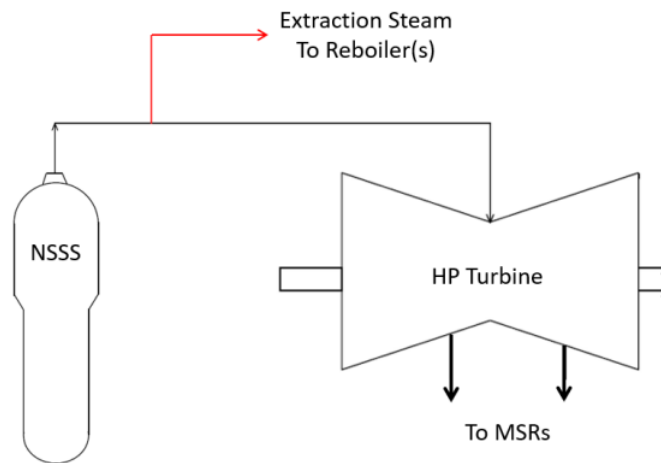 Extraction Steam
To Reboiler(s)
NSSS
HP Turbine
To MSRs